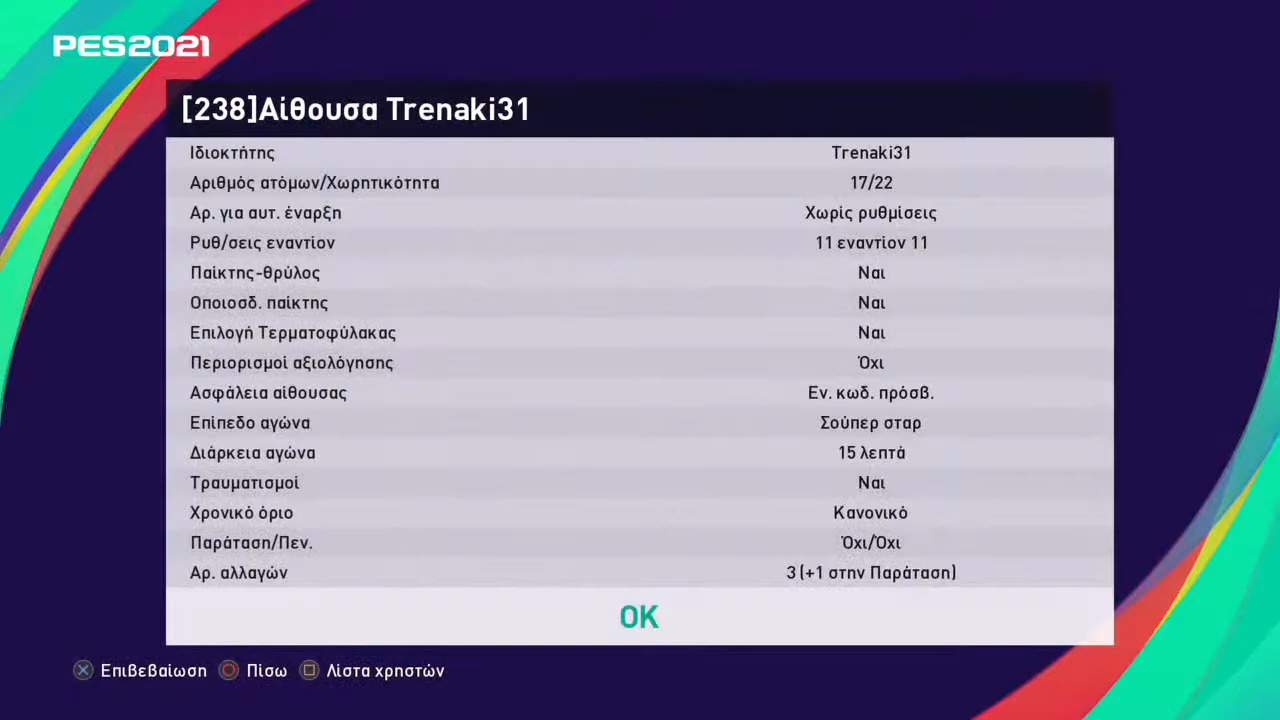 PES2021
[238]Αίθουσα Trenaki31
Ιδιοκτήτης Trenaki31
Αριθμός ατόμων/Χωρητικότητα 17/22
Αρ. για αυτ. έναρξη Χωρίς ρυθμίσεις
Ρυθ/σεις εναντίον 11 εναντίον 11
Παίκτης-θρύλος Ναι
Οποιοσδ. παίκτης Ναι
Επιλογή Τερματοφύλακας Ναι
Περιορισμοί αξιολόγησης Όχι
Ασφάλεια αίθουσας Εν. κωδ. πρόσβ.
Επίπεδο αγώνα Σούπερ σταρ
Διάρκεια αγώνα 15 λεπτά
Τραυματισμοί Ναι
Χρονικό όριο Κανονικό
Παράταση/Πεν. Όχι/Όχι
Αρ. αλλαγών 3 (+1 στην Παράταση)
OK
Επιβεβαίωση Πίσω Λίστα χρηστών